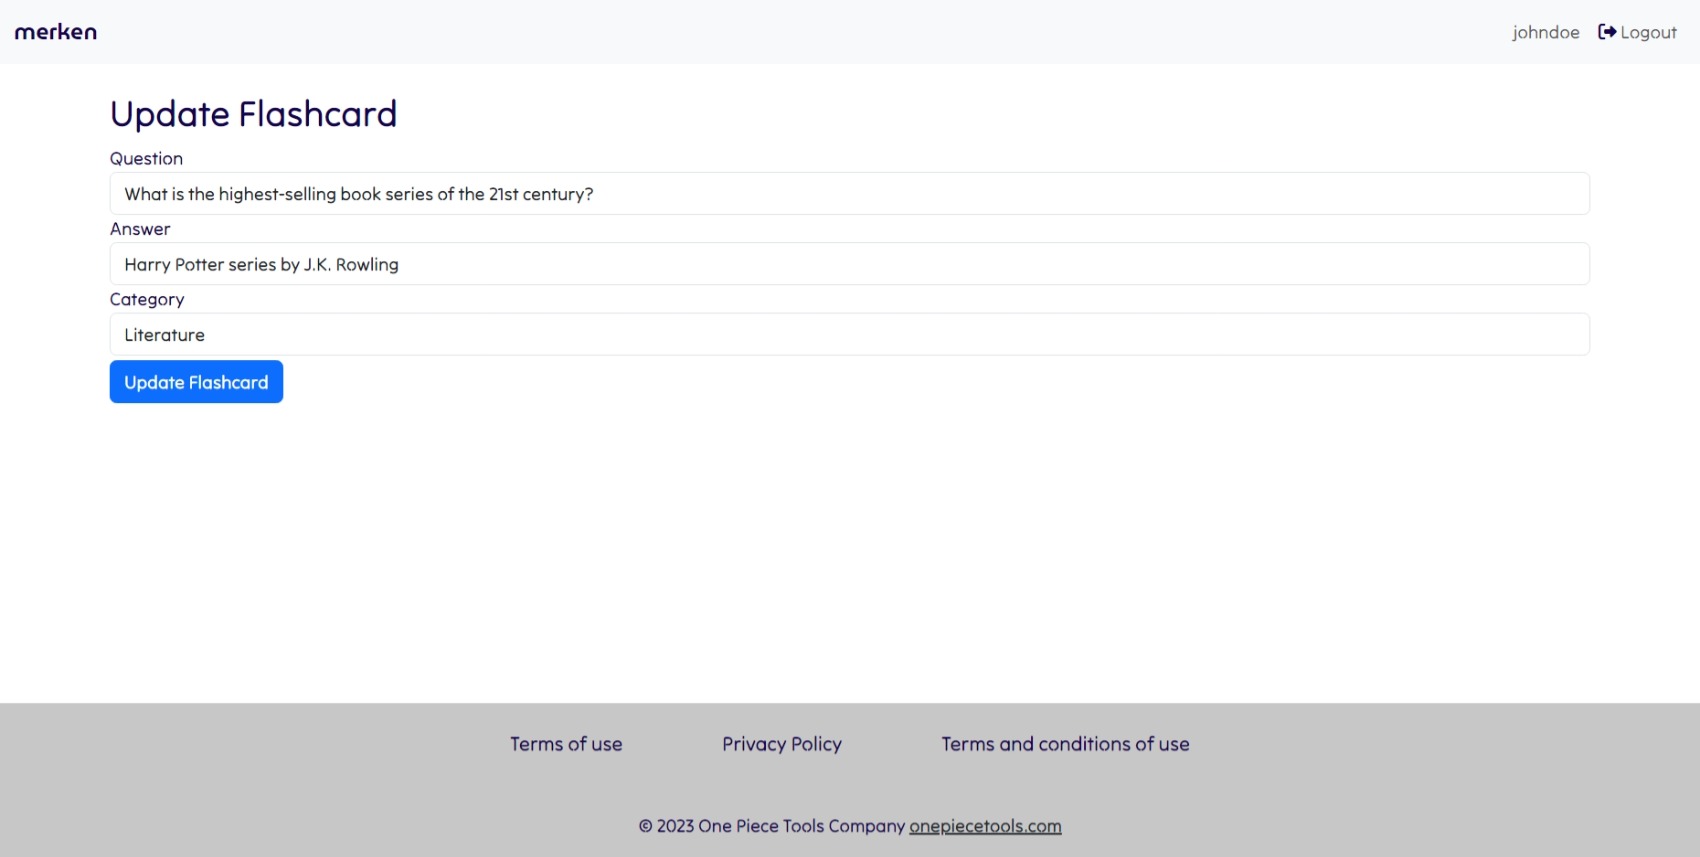 merken
johndoe Logout
Update Flashcard
Question
What is the highest-selling book series of the 21st century?
Answer
Harry Potter series by J.K. Rowling
Category
Literature
Update Flashcard
Terms of use Privacy Policy Terms and conditions of use
© 2023 One Piece Tools Company onepiecetools.com